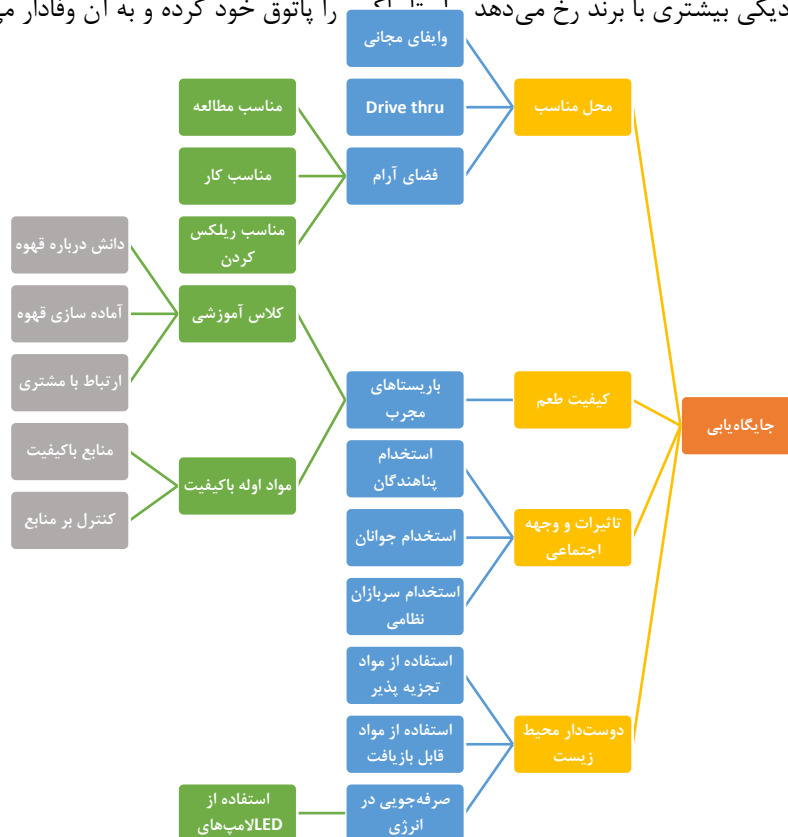 دیکی بیشتری با برند رخ می‌دهد
را پاتوق خود کرده و به آن وفادار
وایفای مجانی
محل مناسب
Drive thru
مناسب مطالعه
فضای آرام
مناسب کار
مناسب ریلکس
کردن
دانش درباره قهوه
کلاس آموزشی
آماده سازی قهوه
ارتباط با مشتری
جایگاه‌یابی
کیفیت طعم
باریستاهای
مجرب
مواد اوله باکیفیت
منابع باکیفیت
کنترل بر منابع
تاثیرات و وجهه
اجتماعی
استخدام
پناهندگان
استخدام جوانان
استخدام سربازان
نظامی
دوست‌دار محیط
زیست
استفاده از مواد
تجزیه پذیر
استفاده از مواد
قابل بازیافت
صرفه‌جویی در
انرژی
استفاده از
لامپ‌های LED